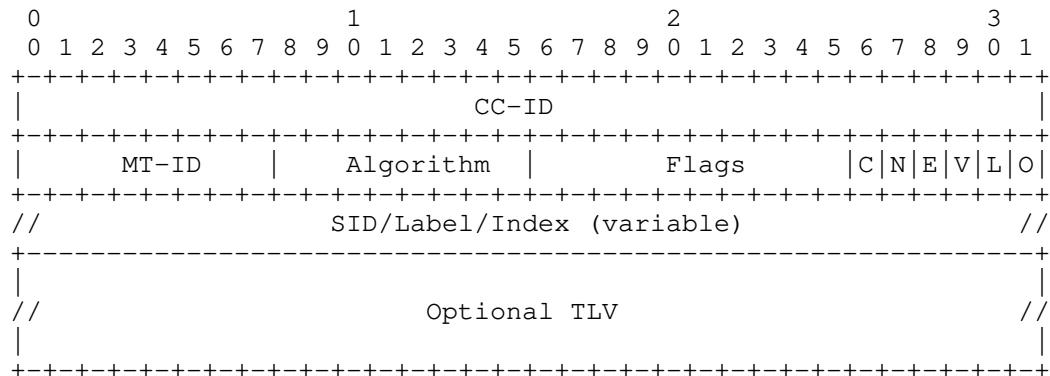 0                   1                   2                   3
 0 1 2 3 4 5 6 7 8 9 0 1 2 3 4 5 6 7 8 9 0 1 2 3 4 5 6 7 8 9 0 1
+-+-+-+-+-+-+-+-+-+-+-+-+-+-+-+-+-+-+-+-+-+-+-+-+-+-+-+-+-+-+-+-+
|                            CC-ID                              |
+-+-+-+-+-+-+-+-+-+-+-+-+-+-+-+-+-+-+-+-+-+-+-+-+-+-+-+-+-+-+-+-+
|       MT-ID   |    Algorithm  |        Flags      |C|N|E|V|L|O|
+-+-+-+-+-+-+-+-+-+-+-+-+-+-+-+-+-+-+-+-+-+-+-+-+-+-+-+-+-+-+-+-+
//                  SID/Label/Index (variable)                 //
+---------------------------------------------------------------+
|                                                               |
//                        Optional TLV                         //
|                                                               |
+-+-+-+-+-+-+-+-+-+-+-+-+-+-+-+-+-+-+-+-+-+-+-+-+-+-+-+-+-+-+-+-+